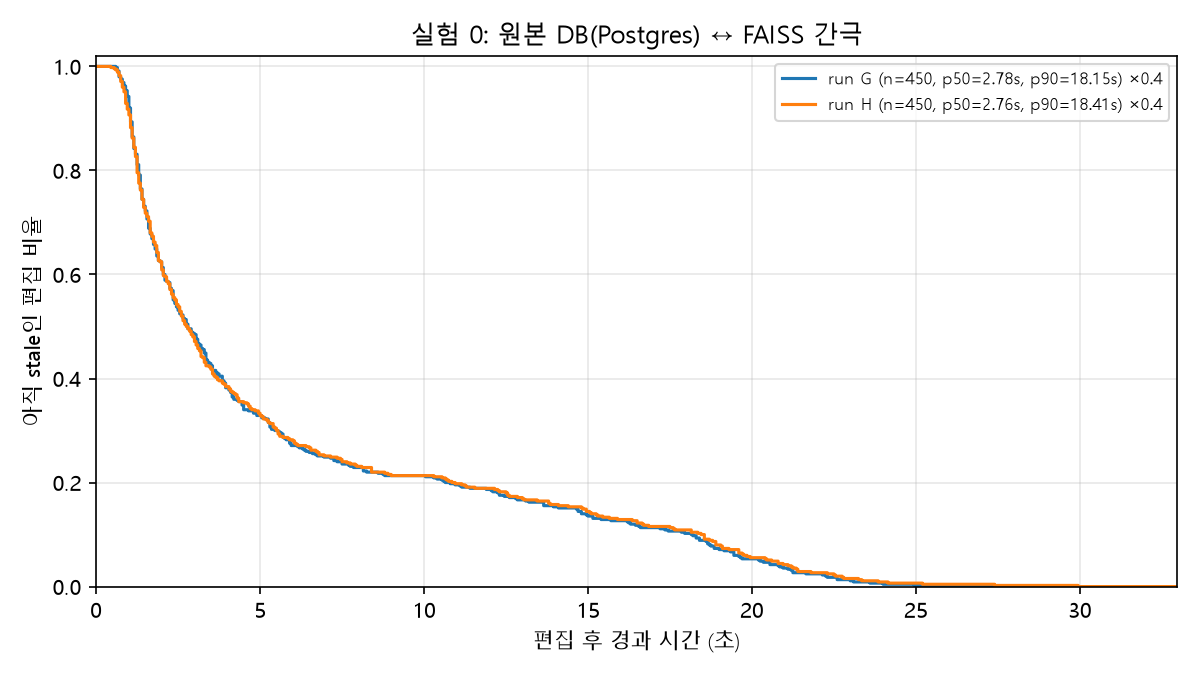 실험 0: 원본 DB(Postgres) ↔ FAISS 간극
run G (n=450, p50=2.78s, p90=18.15s) ×0.4
run H (n=450, p50=2.76s, p90=18.41s) ×0.4
아직 stale인 편집 비율
1.0
0.8
0.6
0.4
0.2
0.0
0 5 10 15 20 25 30
편집 후 경과 시간 (초)